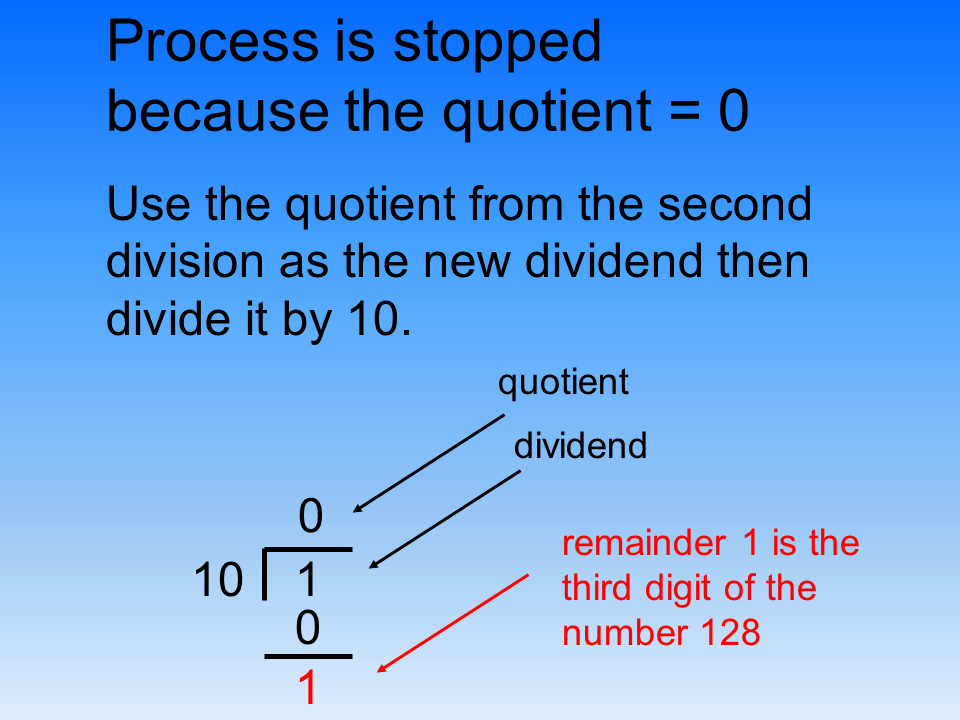 Process is stopped
because the quotient = 0
Use the quotient from the second
division as the new dividend then
divide it by 10.
quotient
dividend
0
10 1
0
1
remainder 1 is the
third digit of the
number 128